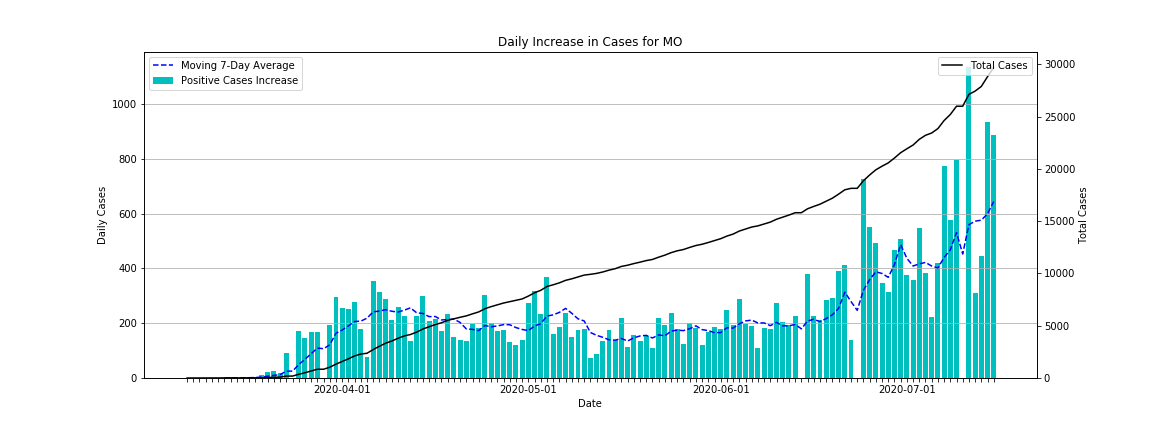 Daily Increase in Cases for MO
Moving 7-Day Average
Positive Cases Increase
Total Cases
Daily Cases
1000
800
600
400
200
0
30000
25000
20000
15000
10000
5000
0
Total Cases
2020-04-01
2020-05-01
2020-06-01
2020-07-01
Date